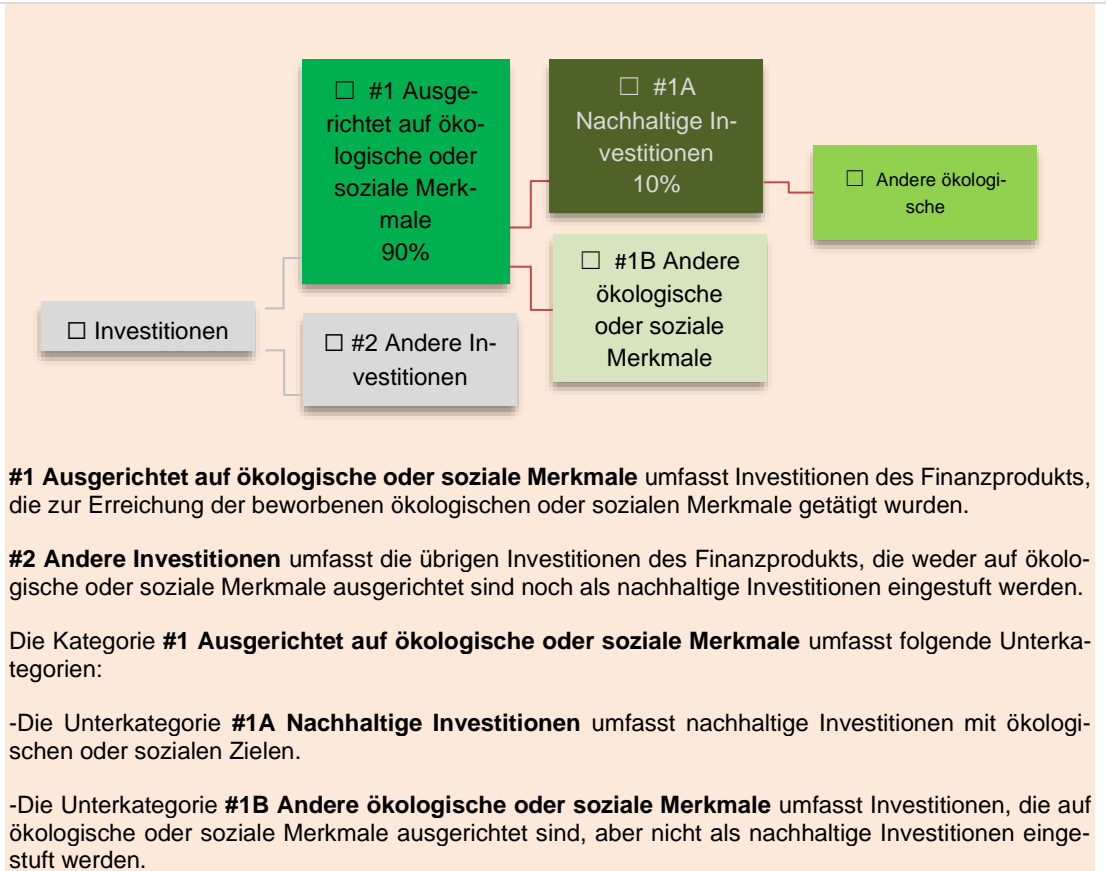 ☐ #1 Ausge-
richtet auf öko-
logische oder
soziale Merk-
male
90%
☐ #1A
Nachhaltige In-
vestitionen
10%
☐ Andere ökologi-
sche
☐ #1B Andere
ökologische
oder soziale
Merkmale
☐ Investitionen
☐ #2 Andere In-
vestitionen
#1 Ausgerichtet auf ökologische oder soziale Merkmale umfasst Investitionen des Finanzprodukts,
die zur Erreichung der beworbenen ökologischen oder sozialen Merkmale getätigt wurden.
#2 Andere Investitionen umfasst die übrigen Investitionen des Finanzprodukts, die weder auf ökolo-
gische oder soziale Merkmale ausgerichtet sind noch als nachhaltige Investitionen eingestuft werden.
Die Kategorie #1 Ausgerichtet auf ökologische oder soziale Merkmale umfasst folgende Unterka-
tegorien:
-Die Unterkategorie #1A Nachhaltige Investitionen umfasst nachhaltige Investitionen mit ökologi-
schen oder sozialen Zielen.
-Die Unterkategorie #1B Andere ökologische oder soziale Merkmale umfasst Investitionen, die auf
ökologische oder soziale Merkmale ausgerichtet sind, aber nicht als nachhaltige Investitionen einge-
stuft werden.